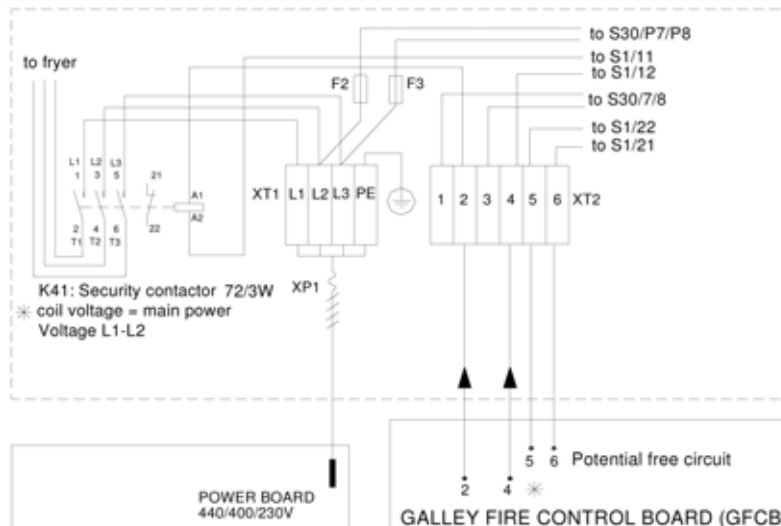 to S30/P7/P8
to S1/11
to fryer
to S1/12
F2
F3
to S30/7/8
to S1/22
to S1/21
L1 L2 L3
1 3 5 21
A1
A2
XT1 L1 L2 L3 PE
1 2 3 4 5 6 XT2
2 4 6 22
T1 T2 T3
K41: Security contactor 72/3W
XP1
✳ coil voltage = main power
Voltage L1-L2
5 6 Potential free circuit
2 4 ✳
POWER BOARD
440/400/230V
GALLEY FIRE CONTROL BOARD (GFCB